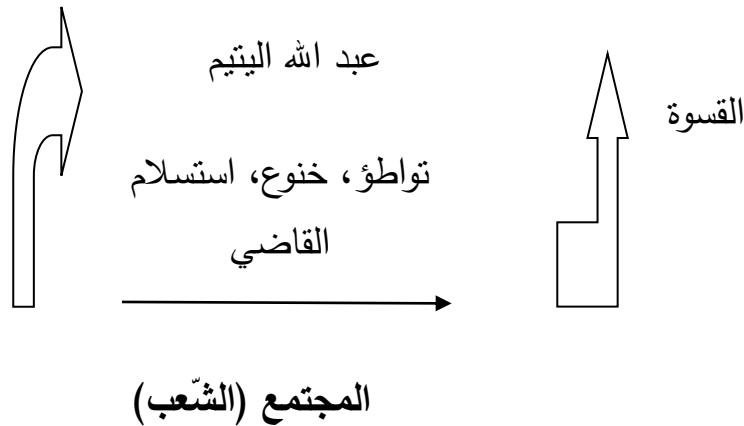 عبد الله اليتيم
القسوة
تواطؤ، خنوع، استسلام
القاضي
المجتمع (الشّعب)